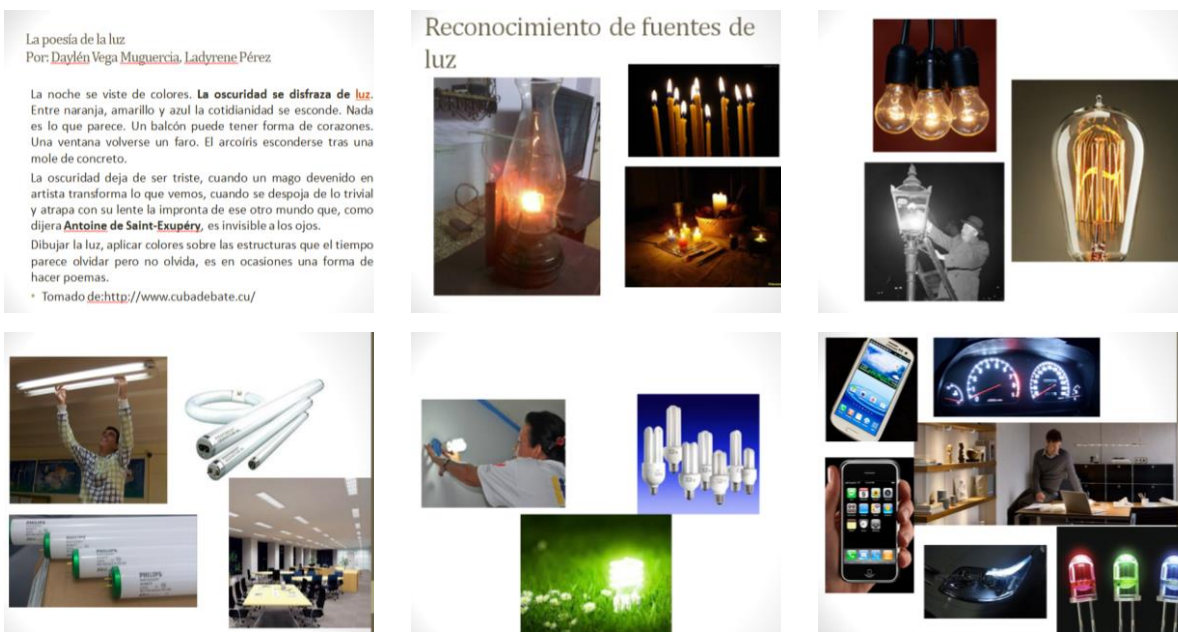 La poesía de la luz
Por: Daylén Vega Muguercia, Ladyrene Pérez
La noche se viste de colores. La oscuridad se disfraza de luz.
Entre naranja, amarillo y azul la cotidianidad se esconde. Nada
es lo que parece. Un balcón puede tener forma de corazones.
Una ventana volverse un faro. El arcoíris esconderse tras una
mole de concreto.
La oscuridad deja de ser triste, cuando un mago devenido en
artista transforma lo que vemos, cuando se despoja de lo trivial
y atrapa con su lente la impronta de ese otro mundo que, como
dijera Antoine de Saint-Exupéry, es invisible a los ojos.
Dibujar la luz, aplicar colores sobre las estructuras que el tiempo
parece olvidar pero no olvida, es en ocasiones una forma de
hacer poemas.
• Tomado de:http://www.cubadebate.cu/
Reconocimiento de fuentes de
luz
PHILIPS
PHILIPS
PHILIPS
PHILIPS